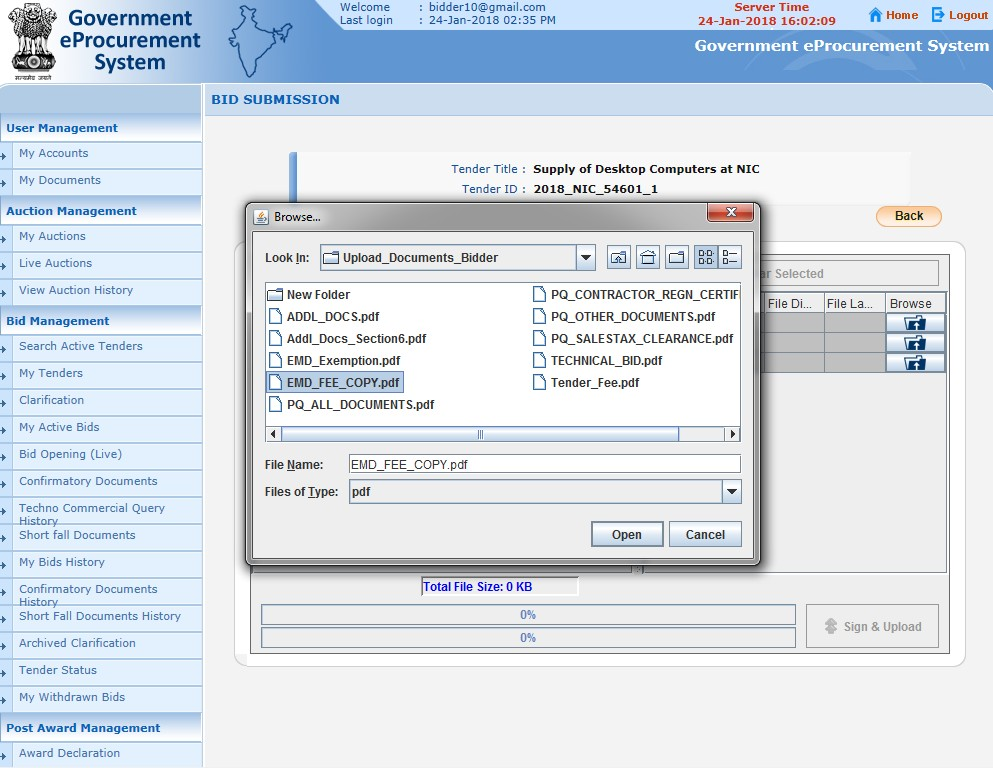 Government
eProcurement
System
सत्यमेव जयते
Welcome : bidder10@gmail.com
Last login : 24-Jan-2018 02:35 PM
Server Time
24-Jan-2018 16:02:09
Home
Logout
Government eProcurement System
BID SUBMISSION
User Management
My Accounts
My Documents
Auction Management
My Auctions
Live Auctions
View Auction History
Bid Management
Search Active Tenders
My Tenders
Clarification
My Active Bids
Bid Opening (Live)
Confirmatory Documents
Techno Commercial Query
History
Short fall Documents
My Bids History
Confirmatory Documents
History
Short Fall Documents History
Archived Clarification
Tender Status
My Withdrawn Bids
Post Award Management
Award Declaration
Tender Title : Supply of Desktop Computers at NIC
Tender ID : 2018_NIC_54601_1
Back
Browse...
Look In: Upload_Documents_Bidder
New Folder
ADDL_DOCS.pdf
Addl_Docs_Section6.pdf
EMD_Exemption.pdf
EMD_FEE_COPY.pdf
PQ_ALL_DOCUMENTS.pdf
PQ_CONTRACTOR_REGN_CERTIFI
PQ_OTHER_DOCUMENTS.pdf
PQ_SALESTAX_CLEARANCE.pdf
TECHNICAL_BID.pdf
Tender_Fee.pdf
File Name: EMD_FEE_COPY.pdf
Files of Type: pdf
Open
Cancel
ar Selected
File Di... File La... Browse
Total File Size: 0 KB
0%
0%
Sign & Upload